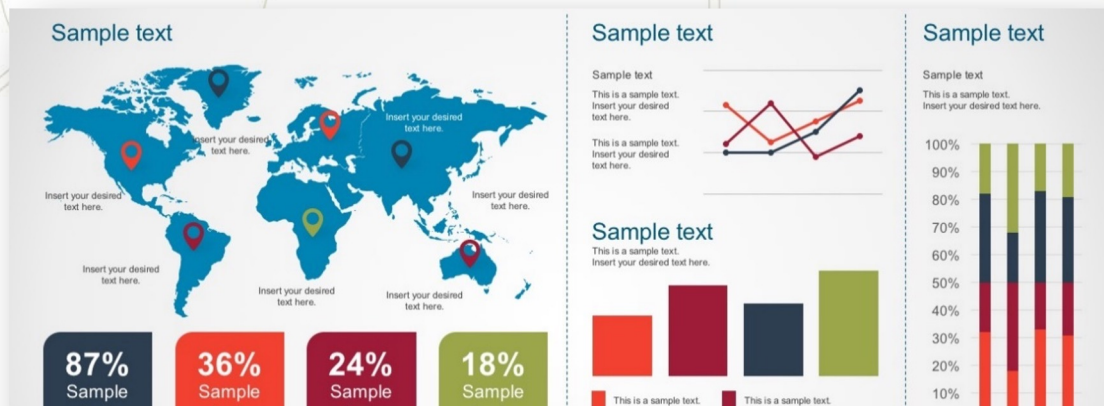 Sample text
Insert your desired
text here.
Insert your desired
text here.
Insert your desired
text here.
Insert your desired
text here.
Insert your desired
text here.
Insert your desired
text here.
Insert your desired
text here.
87%
Sample
36%
Sample
24%
Sample
18%
Sample
Sample text
Sample text
This is a sample text.
Insert your desired
text here.
This is a sample text.
Insert your desired
text here.
Sample text
This is a sample text.
Insert your desired text here.
This is a sample text.
This is a sample text.
Sample text
Sample text
This is a sample text.
Insert your desired text here.
100%
90%
80%
70%
60%
50%
40%
30%
20%
10%